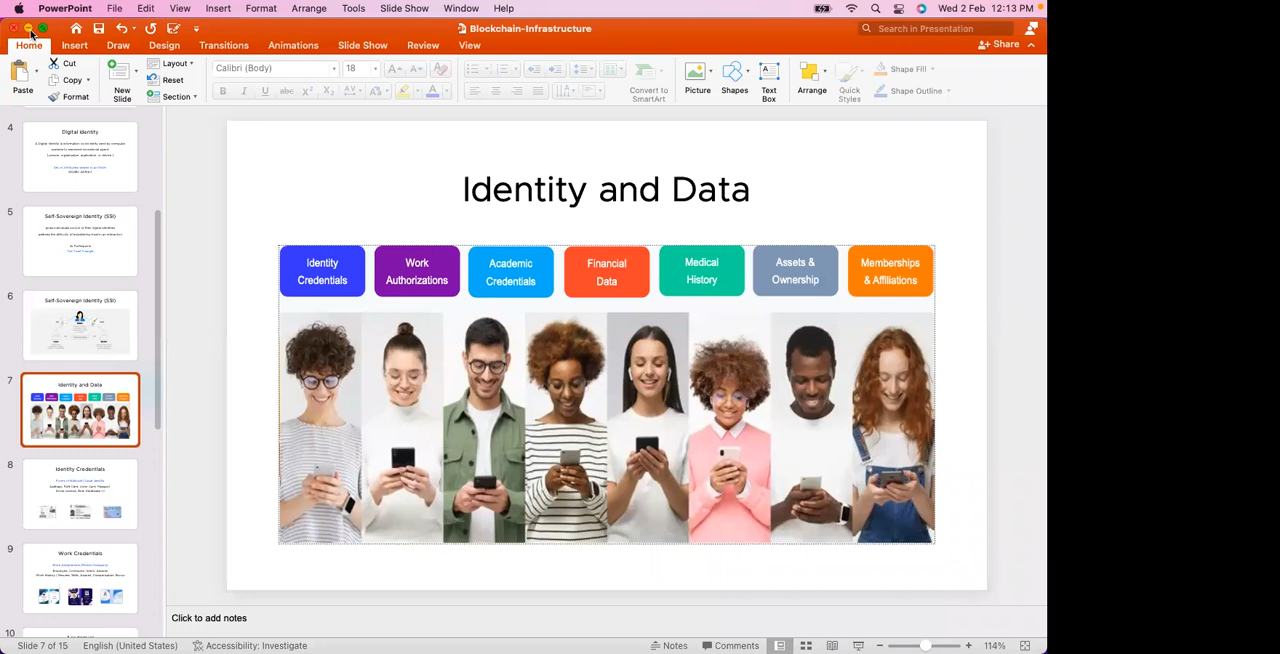 PowerPoint File Edit View Insert Format Arrange Tools Slide Show Window Help Wed 2 Feb 12:13 PM
Blockchain-Infrastructure
Search in Presentation
Home Insert Draw Design Transitions Animations Slide Show Review View Share
Paste
Cut
Copy
Format
New
Slide
Layout
Reset
Section
Calibri (Body) 18
Convert to
SmartArt
Picture
Shapes
Text
Box
Arrange
Quick
Styles
Shape Fill
Shape Outline
4
Digital Identity
5
Self-Sovereign Identity (SSI)
6
Self-Sovereign Identity (SSI)
7
Identity and Data
8
Identity Credentials
9
Work Credentials
10
Identity and Data
Identity
Credentials
Work
Authorizations
Academic
Credentials
Financial
Data
Medical
History
Assets &
Ownership
Memberships
& Affiliations
Click to add notes
Slide 7 of 15 English (United States) Accessibility: Investigate Notes Comments 114%